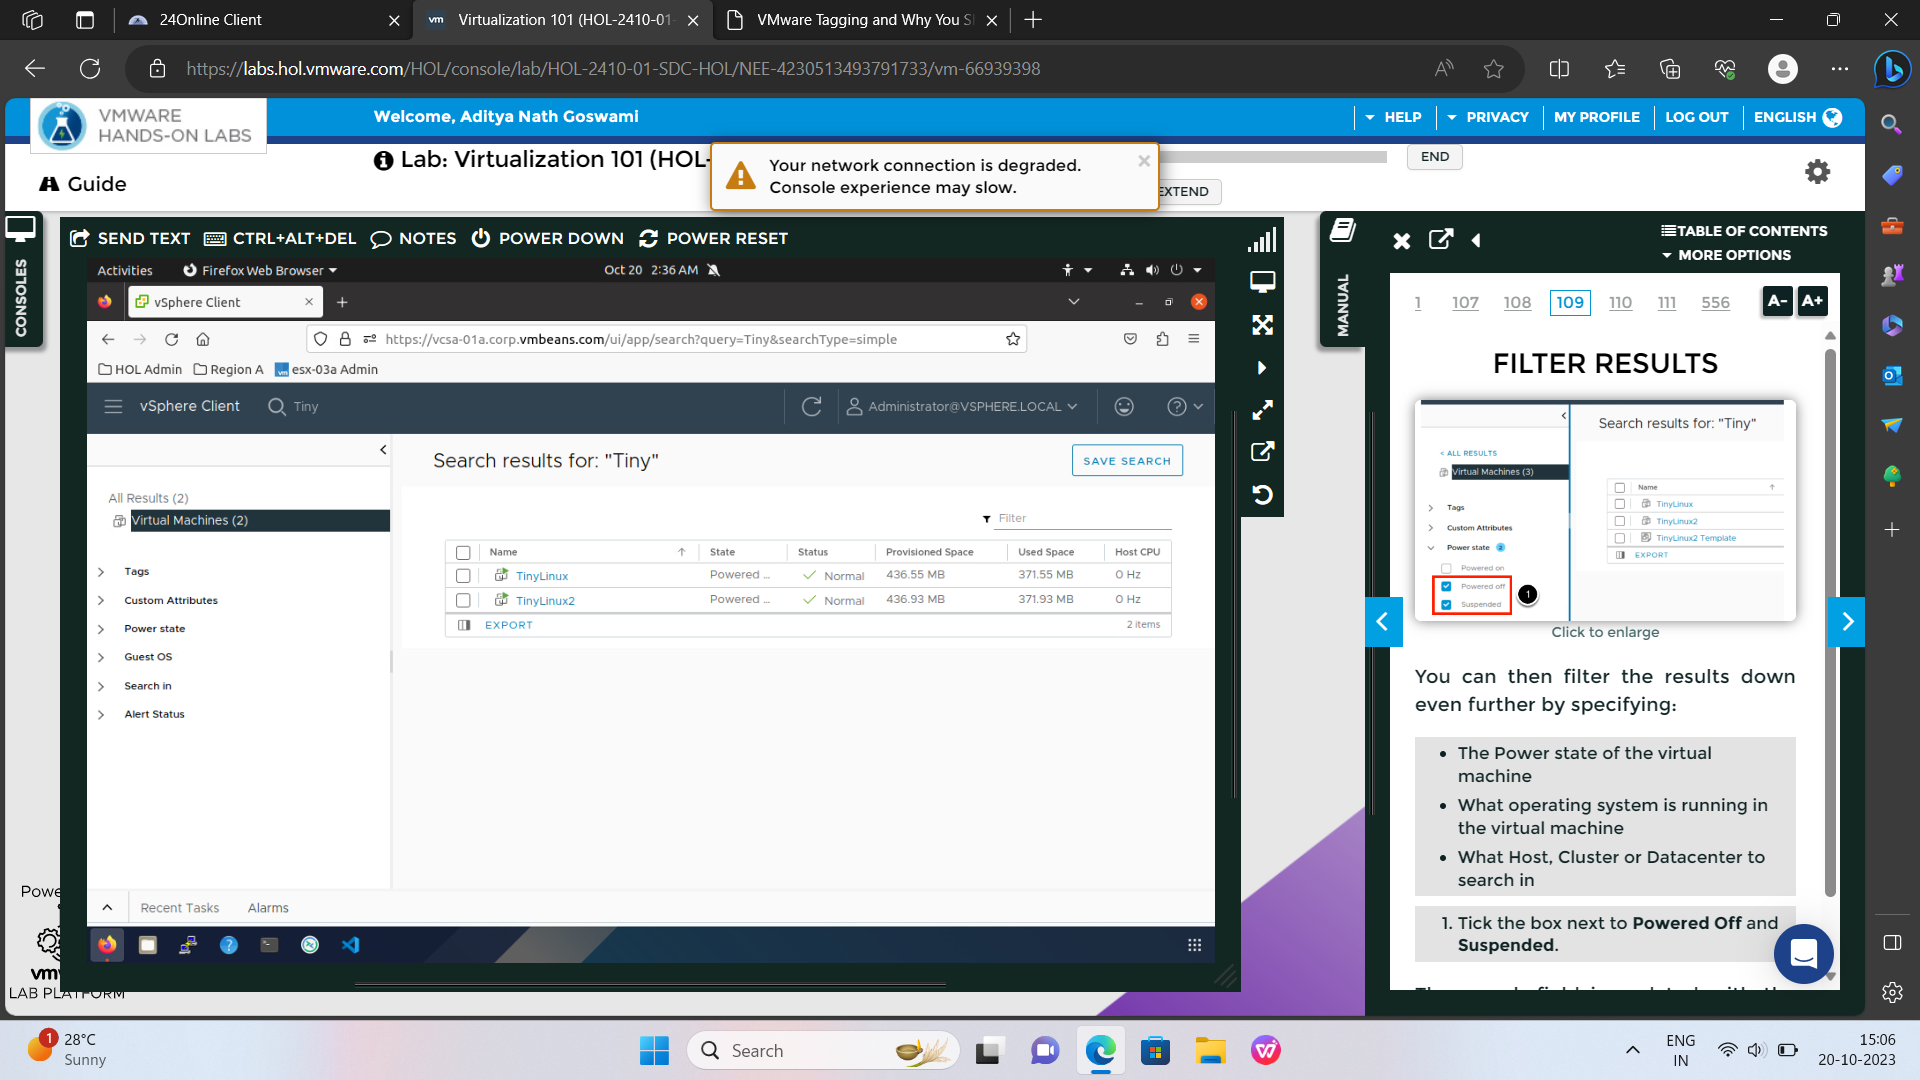 24Online Client
vm
Virtualization 101 (HOL-2410-01-
VMware Tagging and Why You S
https://labs.hol.vmware.com/HOL/console/lab/HOL-2410-01-SDC-HOL/NEE-4230513493791733/vm-66939398
VMWARE
HANDS-ON LABS
Welcome, Aditya Nath Goswami
HELP
PRIVACY
MY PROFILE
LOG OUT
ENGLISH
Lab: Virtualization 101 (HOL-
Your network connection is degraded.
Console experience may slow.
END
EXTEND
Guide
SEND TEXT
CTRL+ALT+DEL
NOTES
POWER DOWN
POWER RESET
CONSOLES
Activities
Firefox Web Browser
Oct 20 2:36 AM
vSphere Client
https://vcsa-01a.corp.vmbeans.com/ui/app/search?query=Tiny&searchType=simple
HOL Admin
Region A
vm
esx-03a Admin
vSphere Client
Tiny
Administrator@VSPHERE.LOCAL
Search results for: "Tiny"
SAVE SEARCH
All Results (2)
Virtual Machines (2)
Tags
Custom Attributes
Power state
Guest OS
Search in
Alert Status
Filter
Name State Status Provisioned Space Used Space Host CPU
TinyLinux Powered ... Normal 436.55 MB 371.55 MB 0 Hz
TinyLinux2 Powered ... Normal 436.93 MB 371.93 MB 0 Hz
EXPORT
2 items
Recent Tasks
Alarms
MANUAL
TABLE OF CONTENTS
MORE OPTIONS
1 107 108 109 110 111 556
A- A+
FILTER RESULTS
Search results for: "Tiny"
< ALL RESULTS
Virtual Machines (3)
Tags
Custom Attributes
Power state 2
Powered on
Powered off
Suspended
1
Name
TinyLinux
TinyLinux2
TinyLinux2 Template
EXPORT
Click to enlarge
You can then filter the results down
even further by specifying:
• The Power state of the virtual
machine
• What operating system is running in
the virtual machine
• What Host, Cluster or Datacenter to
search in
1. Tick the box next to Powered Off and
Suspended.
Powe
vm
LAB PLATFORM
1
28°C
Sunny
Search
ENG
IN
15:06
20-10-2023